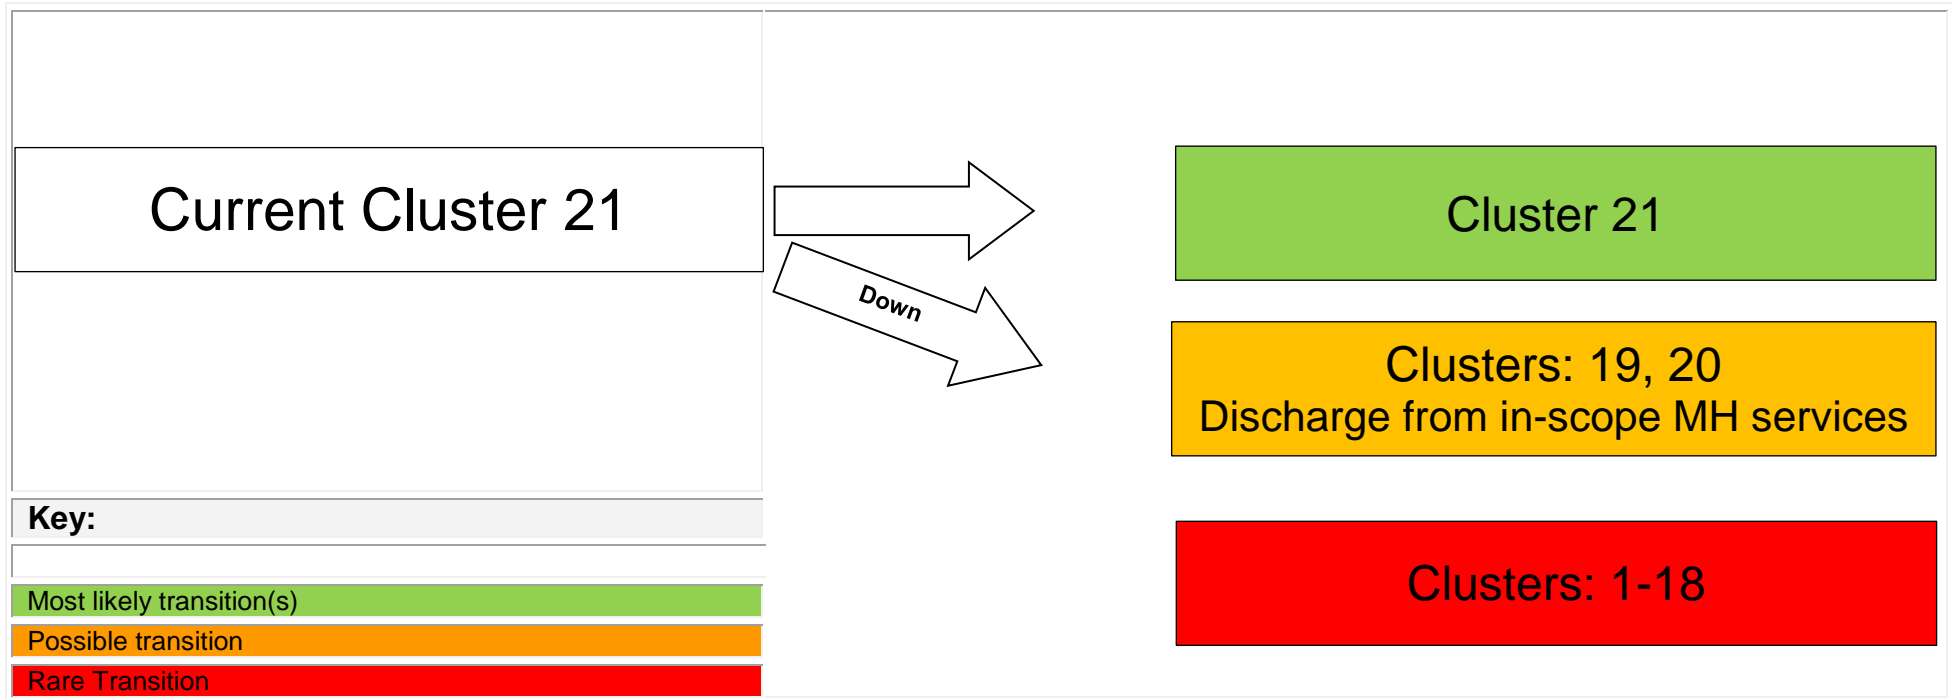 Current Cluster 21
Down
Cluster 21
Clusters: 19, 20
Discharge from in-scope MH services
Clusters: 1-18
Key:
Most likely transition(s)
Possible transition
Rare Transition